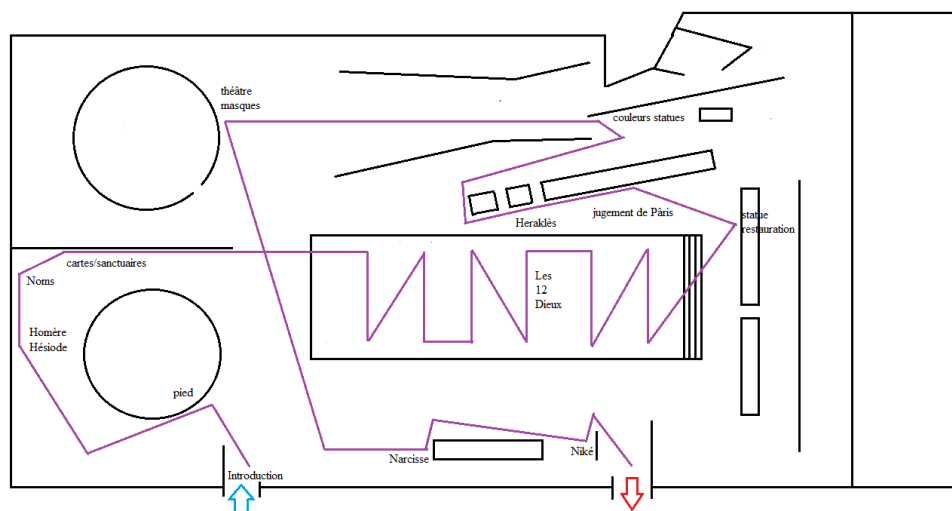 théâtre
masques
couleurs statues
Heraklès
jugement de Pâris
statue
restauration
cartes/sanctuaires
Noms
Les
12
Dieux
Homère
Hésiode
pied
Narcisse
Niké
Introduction